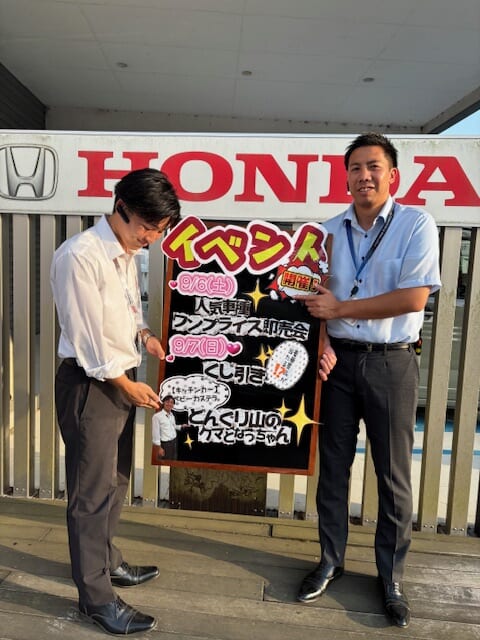 HONDA
イベント
開催!!
9/6(土)
人気車種
ワンプライス即売会
9/7(日)
くじ引き
!?
【キッチンカー】
ベビーカステラ。
どんぐり山の
クマとなっちゃん